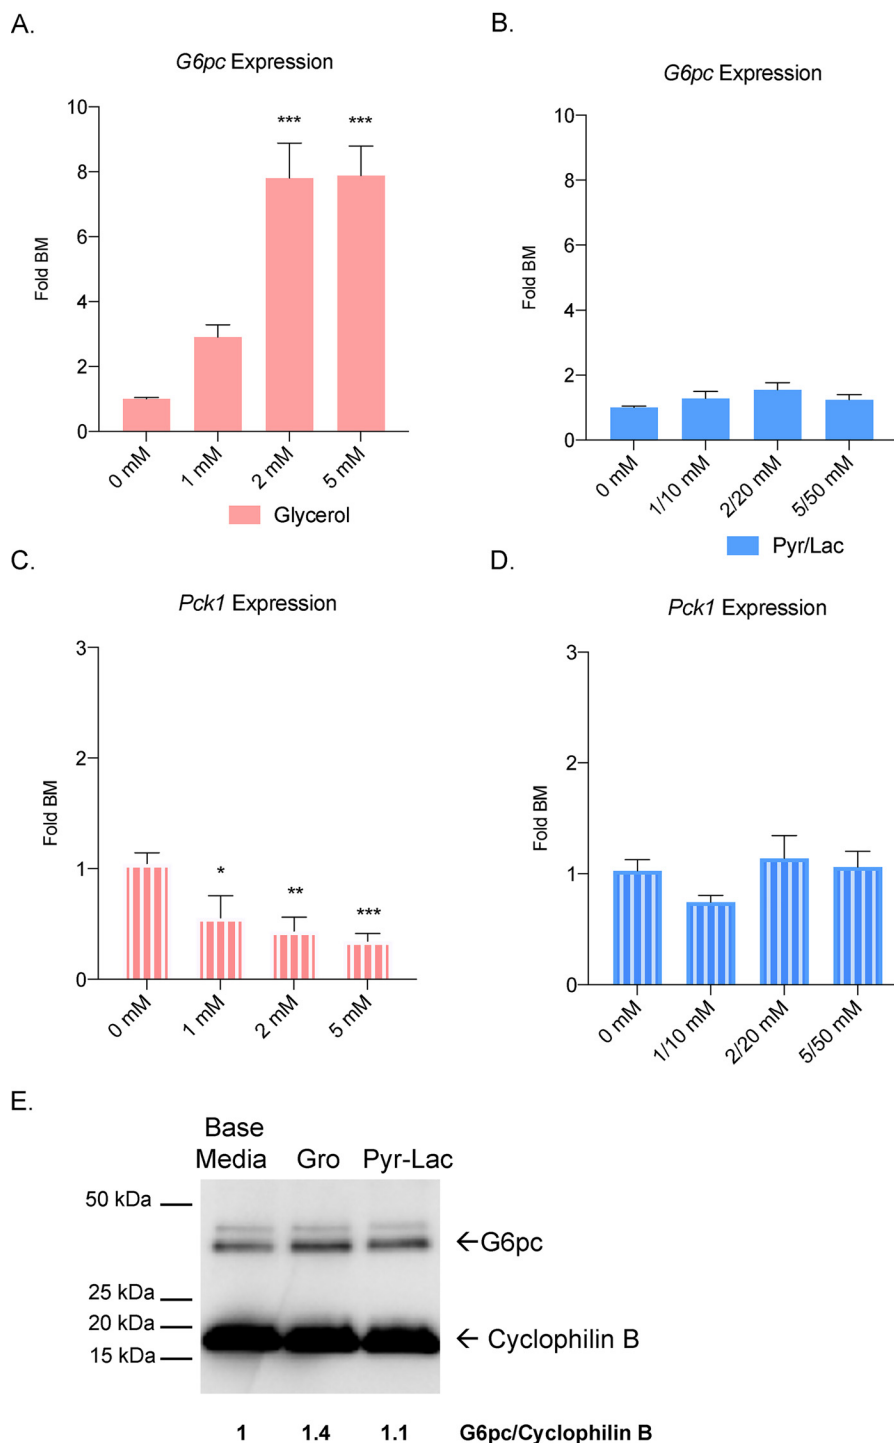 A.
G6pc Expression
10
8
6
4
2
0
Fold BM
***
***
0 mM
1 mM
2 mM
5 mM
Glycerol
B.
G6pc Expression
10
8
6
4
2
0
Fold BM
0 mM
1/10 mM
2/20 mM
5/50 mM
Pyr/Lac
C.
Pck1 Expression
3
2
1
0
Fold BM
*
**
***
0 mM
1 mM
2 mM
5 mM
D.
Pck1 Expression
3
2
1
0
Fold BM
0 mM
1/10 mM
2/20 mM
5/50 mM
E.
Base
Media Gro Pyr-Lac
50 kDa
←G6pc
25 kDa
20 kDa
← Cyclophilin B
15 kDa
1 1.4 1.1 G6pc/Cyclophilin B